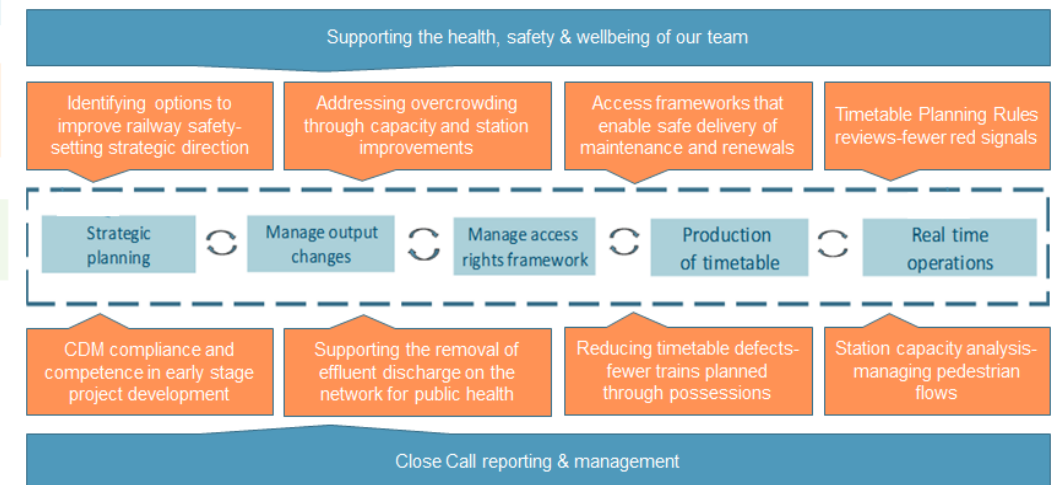 Supporting the health, safety & wellbeing of our team
Identifying options to
improve railway safety-
setting strategic direction
Addressing overcrowding
through capacity and station
improvements
Access frameworks that
enable safe delivery of
maintenance and renewals
Timetable Planning Rules
reviews-fewer red signals
Strategic
planning
Manage output
changes
Manage access
rights framework
Production
of timetable
Real time
operations
CDM compliance and
competence in early stage
project development
Supporting the removal of
effluent discharge on the
network for public health
Reducing timetable defects-
fewer trains planned
through possessions
Station capacity analysis-
managing pedestrian
flows
Close Call reporting & management